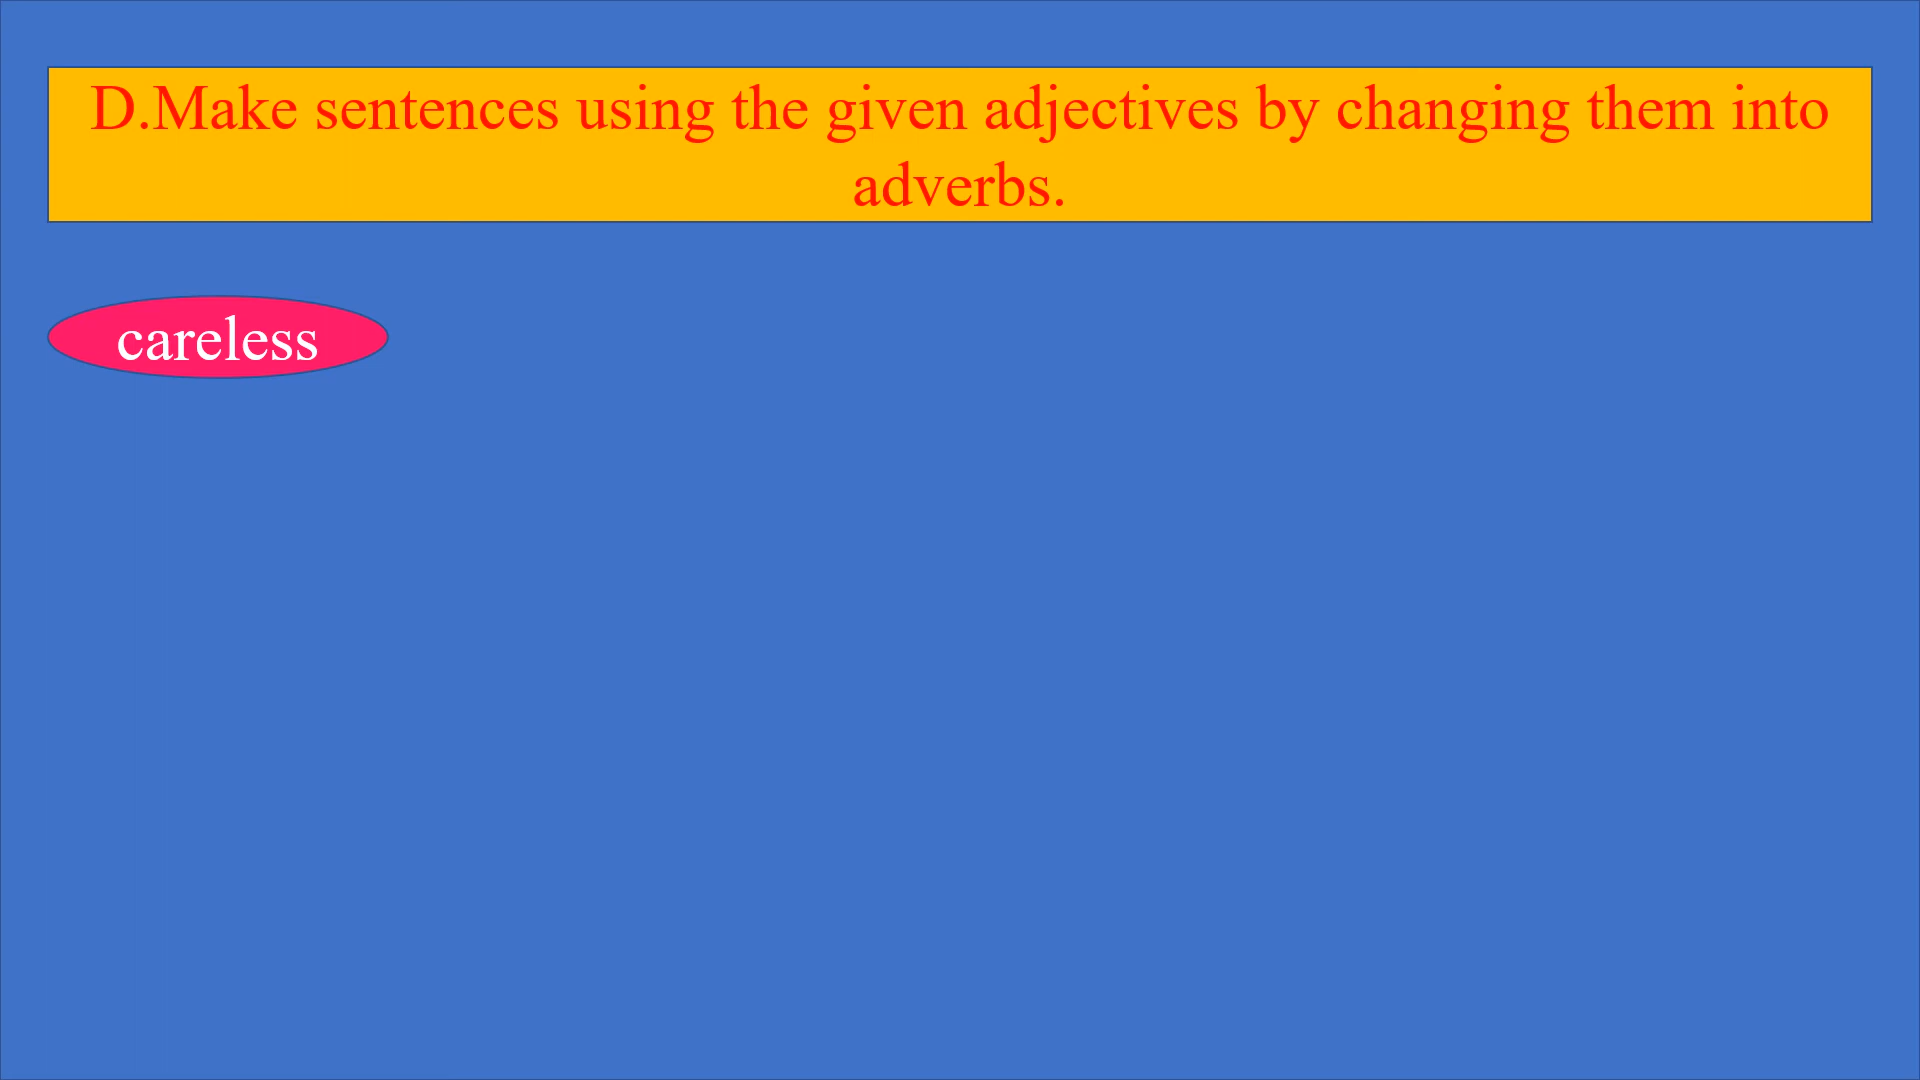 D.Make sentences using the given adjectives by changing them into
adverbs.
careless